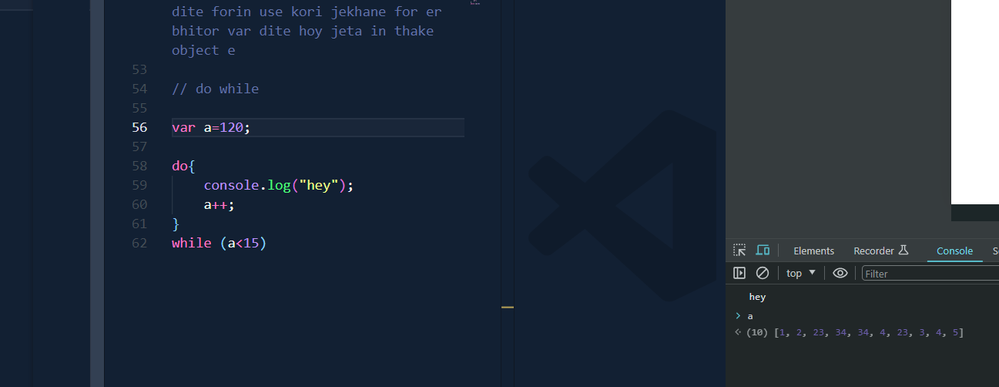 dite forin use kori jekhane for er
bhitor var dite hoy jeta in thake
object e
53
54 // do while
55
56 var a=120;
57
58 do{
59 console.log("hey");
60 a++;
61 }
62 while (a<15)
Elements Recorder Console
top Filter
hey
> a
(10) [1, 2, 23, 34, 34, 4, 23, 3, 4, 5]